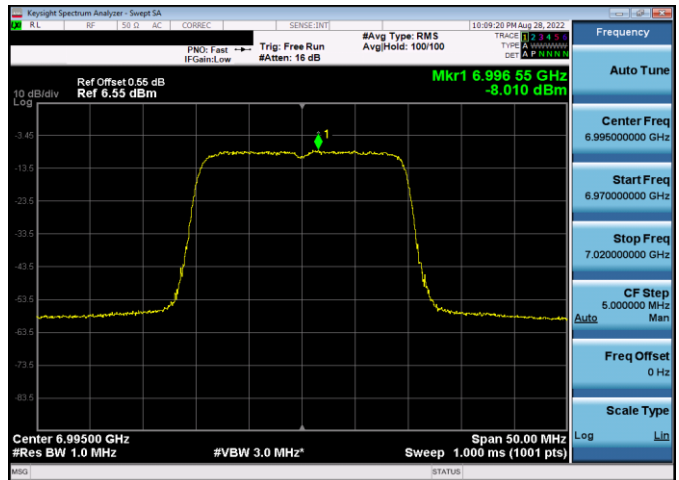 Keysight Spectrum Analyzer - Swept SA
LXI RL RF 50 Ω AC CORREC SENSE:INT 10:09:20 PM Aug 28, 2022
PNO: Fast
IFGain:Low
Trig: Free Run
#Atten: 16 dB
#Avg Type: RMS
Avg|Hold: 100/100
TRACE 1 2 3 4 5 6
TYPE A WWWWW
DET A P N N N N
Mkr1 6.996 55 GHz
-8.010 dBm
10 dB/div
Log
Ref Offset 0.55 dB
Ref 6.55 dBm
1
-3.45
-13.5
-23.5
-33.5
-43.5
-53.5
-63.5
-73.5
-83.5
Center 6.99500 GHz
#Res BW 1.0 MHz
#VBW 3.0 MHz*
Span 50.00 MHz
Sweep 1.000 ms (1001 pts)
MSG
STATUS
Frequency
Auto Tune
Center Freq
6.995000000 GHz
Start Freq
6.970000000 GHz
Stop Freq
7.020000000 GHz
CF Step
5.000000 MHz
Auto Man
Freq Offset
0 Hz
Scale Type
Log Lin